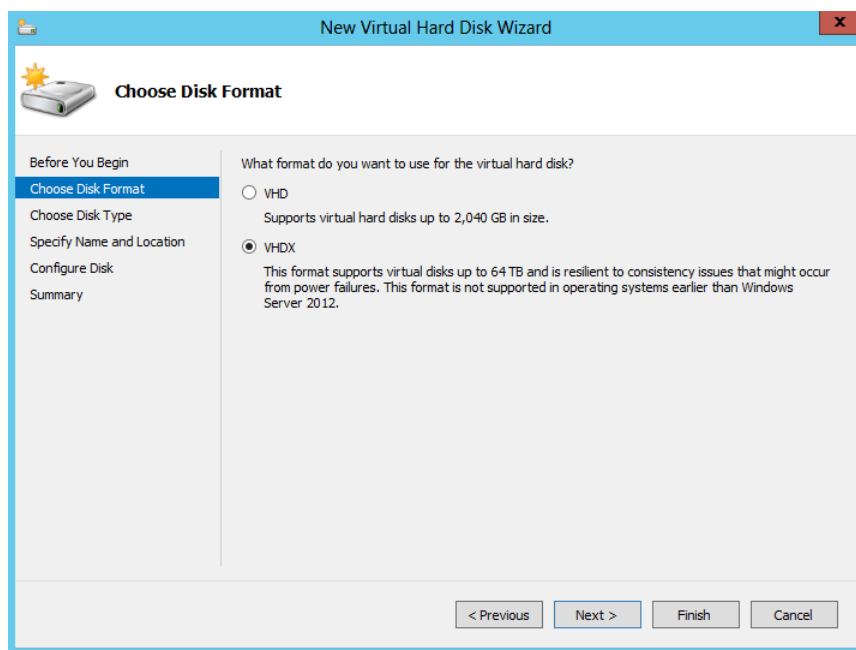 New Virtual Hard Disk Wizard
x
Choose Disk Format
Before You Begin
Choose Disk Format
Choose Disk Type
Specify Name and Location
Configure Disk
Summary
What format do you want to use for the virtual hard disk?
VHD
Supports virtual hard disks up to 2,040 GB in size.
VHDX
This format supports virtual disks up to 64 TB and is resilient to consistency issues that might occur
from power failures. This format is not supported in operating systems earlier than Windows
Server 2012.
< Previous
Next >
Finish
Cancel